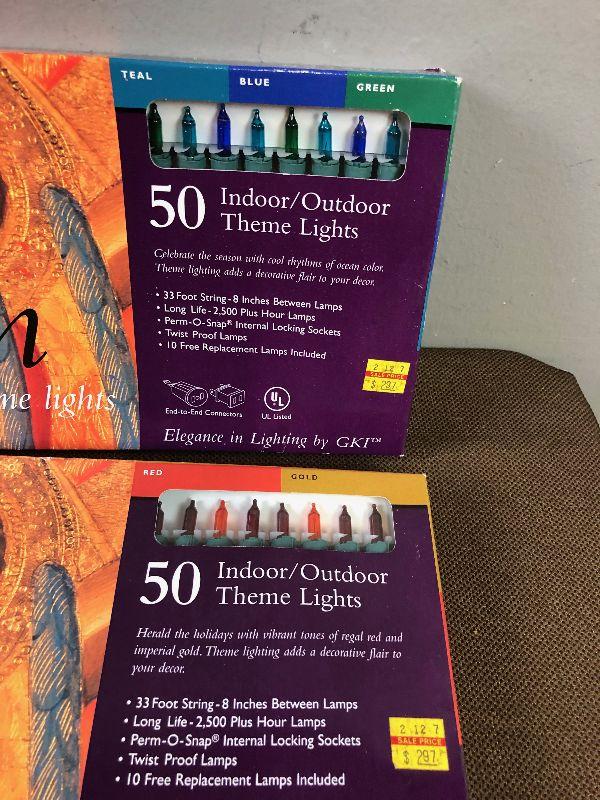 TEAL
BLUE
GREEN
50 Indoor/Outdoor
Theme Lights
Celebrate the season with cool rhythms of ocean color.
Theme lighting adds a decorative flair to your decor.
• 33 Foot String - 8 Inches Between Lamps
• Long Life - 2,500 Plus Hour Lamps
• Perm-O-Snap® Internal Locking Sockets
• Twist Proof Lamps
• 10 Free Replacement Lamps Included
2 12 7
SALE PRICE
$ 297
n
me lights
End-to-End Connectors
UL
UL Listed
Elegance in Lighting by GKI™
RED
GOLD
50 Indoor/Outdoor
Theme Lights
Herald the holidays with vibrant tones of regal red and
imperial gold. Theme lighting adds a decorative flair to
your decor.
• 33 Foot String - 8 Inches Between Lamps
• Long Life - 2,500 Plus Hour Lamps
• Perm-O-Snap® Internal Locking Sockets
• Twist Proof Lamps
• 10 Free Replacement Lamps Included
2 12 7
SALE PRICE
$ 297